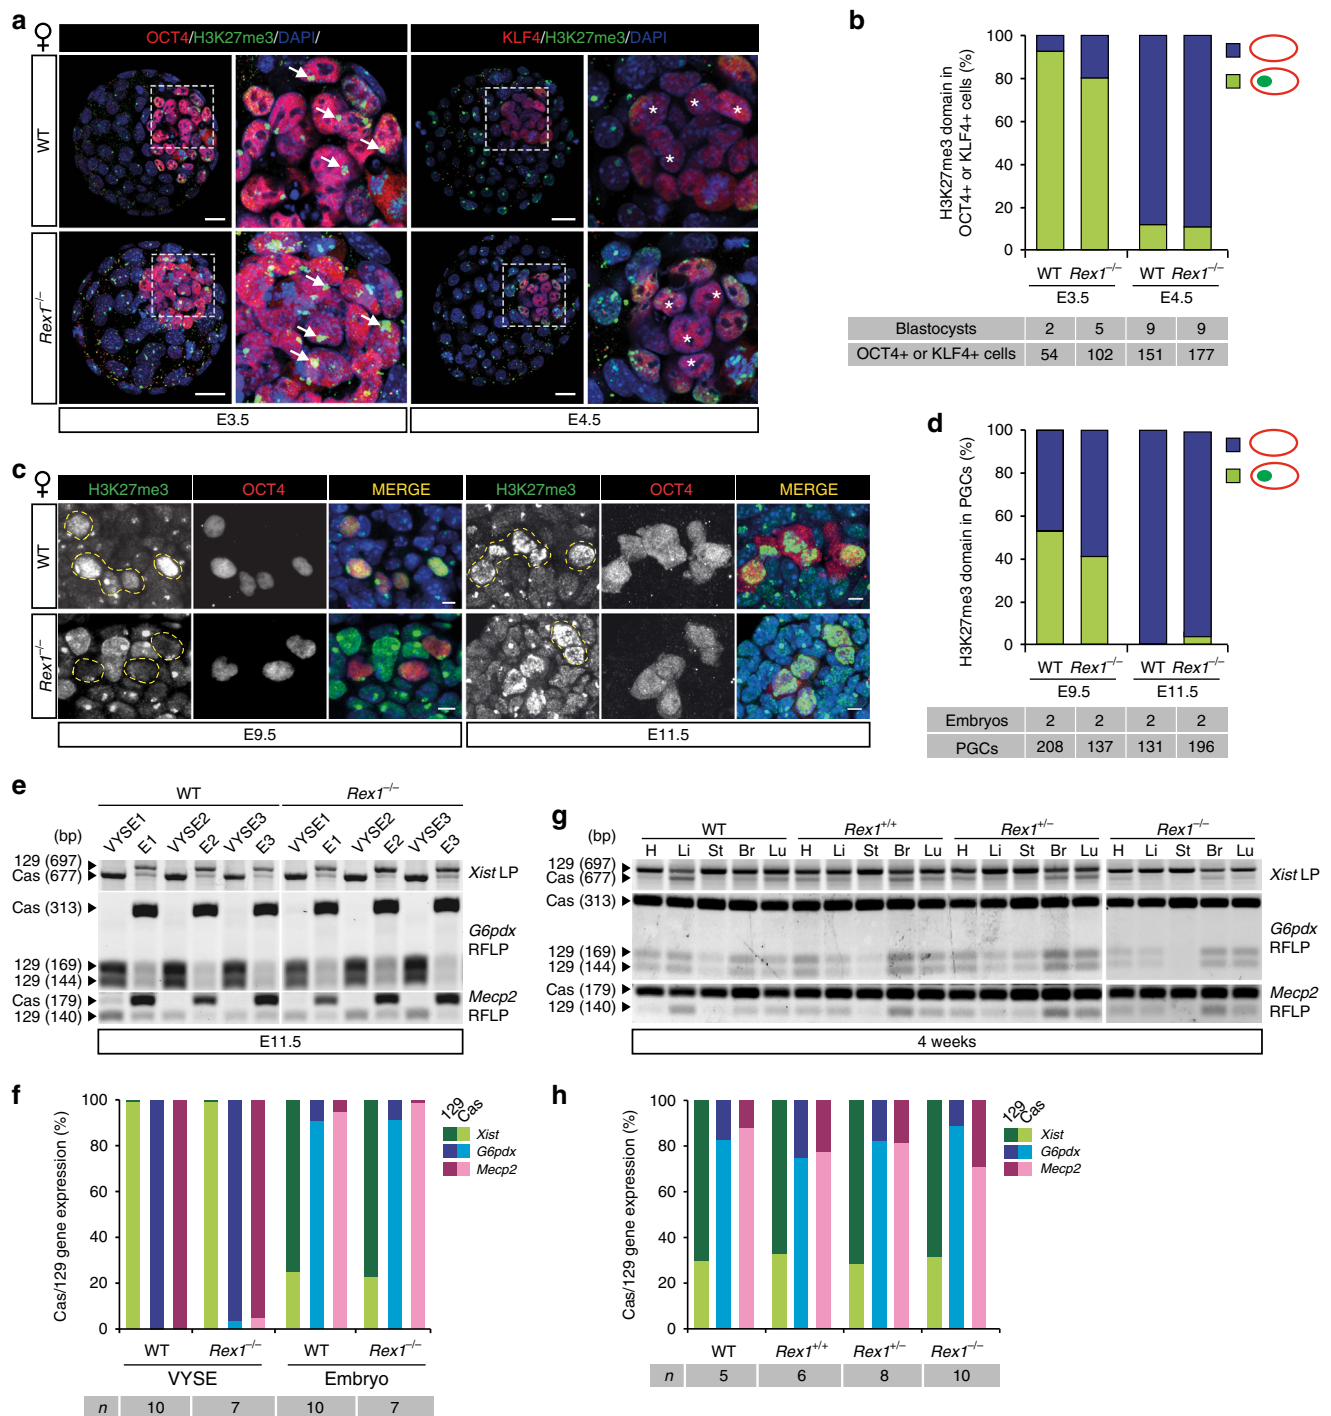 a
♀
OCT4/H3K27me3/DAPI/
KLF4/H3K27me3/DAPI
WT
Rex1–/–
* * * * *
* * * * *
E3.5
E4.5
b
H3K27me3 domain in
OCT4+ or KLF4+ cells (%)
100
80
60
40
20
0
WT Rex1–/– WT Rex1–/–
E3.5 E4.5
Blastocysts 2 5 9 9
OCT4+ or KLF4+ cells 54 102 151 177
c
♀
H3K27me3 OCT4 MERGE H3K27me3 OCT4 MERGE
WT
Rex1–/–
E9.5
E11.5
d
H3K27me3 domain in PGCs (%)
100
80
60
40
20
0
WT Rex1–/– WT Rex1–/–
E9.5 E11.5
Embryos 2 2 2 2
PGCs 208 137 131 196
e
WT Rex1–/–
(bp) VYSE1 E1 VYSE2 E2 VYSE3 E3 VYSE1 E1 VYSE2 E2 VYSE3 E3
129 (697)
Cas (677)
Xist LP
Cas (313)
G6pdx
RFLP
129 (169)
129 (144)
Cas (179)
Mecp2
129 (140)
RFLP
E11.5
g
WT Rex1+/+ Rex1+/– Rex1–/–
(bp) H Li St Br Lu H Li St Br Lu H Li St Br Lu H Li St Br Lu
129 (697)
Cas (677)
Xist LP
Cas (313)
G6pdx
RFLP
129 (169)
129 (144)
Cas (179)
Mecp2
129 (140)
RFLP
4 weeks
f
Cas/129 gene expression (%)
100
80
60
40
20
0
129 Cas
Xist
G6pdx
Mecp2
WT Rex1–/– WT Rex1–/–
VYSE Embryo
n 10 7 10 7
h
Cas/129 gene expression (%)
100
80
60
40
20
0
129 Cas
Xist
G6pdx
Mecp2
WT Rex1+/+ Rex1+/– Rex1–/–
n 5 6 8 10